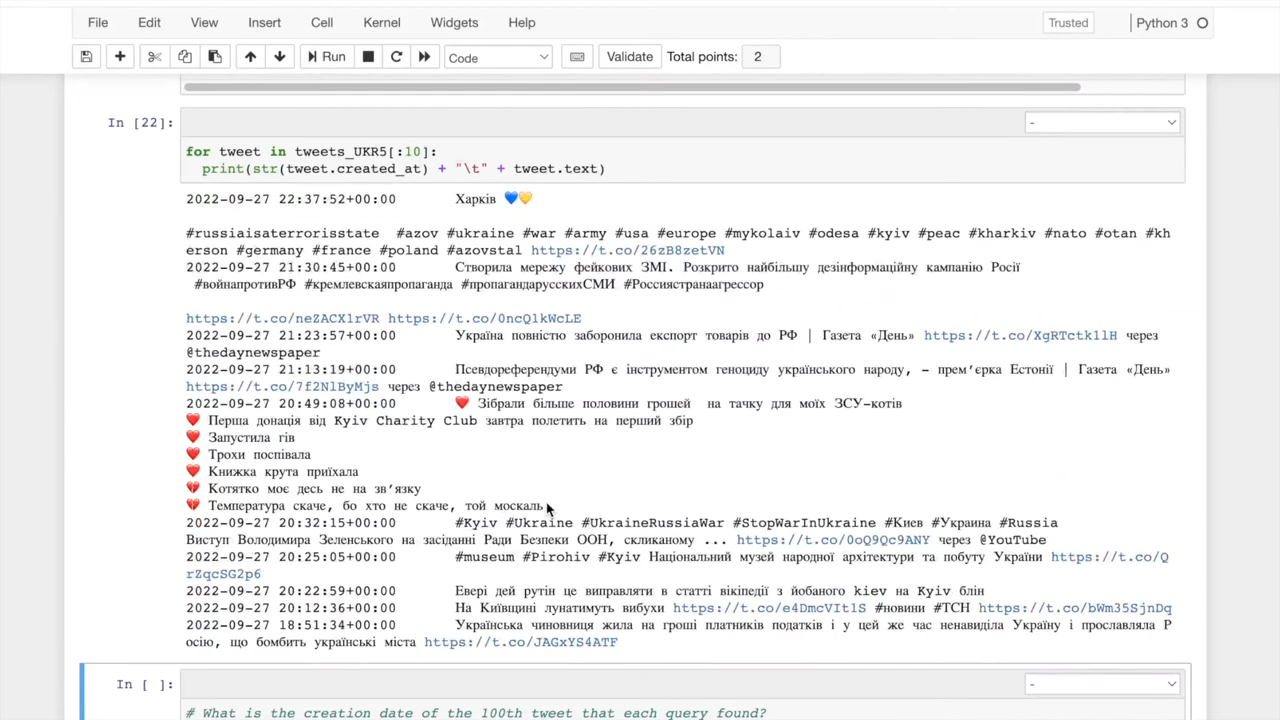 File Edit View Insert Cell Kernel Widgets Help Trusted Python 3
Run Code Validate Total points: 2
In [22]: -
for tweet in tweets_UKR5[:10]:
print(str(tweet.created_at) + "\t" + tweet.text)
2022-09-27 22:37:52+00:00 Харків 💙💛
#russiaisaterrorisstate #azov #ukraine #war #army #usa #europe #mykolaiv #odesa #kyiv #peac #kharkiv #nato #otan #kh
erson #germany #france #poland #azovstal https://t.co/26zB8zetVN
2022-09-27 21:30:45+00:00 Створила мережу фейкових ЗМІ. Розкрито найбільшу дезінформаційну кампанію Росії
#войнапротивРФ #кремлевскаяпропаганда #пропагандарусскихСМИ #Россиястранаагрессор
https://t.co/neZACX1rVR https://t.co/0ncQ1kWcLE
2022-09-27 21:23:57+00:00 Україна повністю заборонила експорт товарів до РФ | Газета «День» https://t.co/XgRTctk1lH через
@thedaynewspaper
2022-09-27 21:13:19+00:00 Псевдореферендуми РФ є інструментом геноциду українського народу, – прем’єрка Естонії | Газета «День»
https://t.co/7f2NlByMjs через @thedaynewspaper
2022-09-27 20:49:08+00:00 ❤️ Зібрали більше половини грошей на тачку для моїх ЗСУ-котів
❤️ Перша донація від Kyiv Charity Club завтра полетить на перший збір
❤️ Запустила гів
❤️ Трохи поспівала
❤️ Книжка крута приїхала
💔 Котятко моє десь не на зв’язку
💔 Температура скаче, бо хто не скаче, той москаль
2022-09-27 20:32:15+00:00 #Kyiv #Ukraine #UkraineRussiaWar #StopWarInUkraine #Киев #Украина #Russia
Виступ Володимира Зеленського на засіданні Ради Безпеки ООН, скликаному ... https://t.co/0oQ9Qc9ANY через @YouTube
2022-09-27 20:25:05+00:00 #museum #Pirohiv #Kyiv Національний музей народної архітектури та побуту України https://t.co/Q
rZqcSG2p6
2022-09-27 20:22:59+00:00 Евері дей рутін це виправляти в статті вікіпедії з йобаного kiev на Kyiv блін
2022-09-27 20:12:36+00:00 На Київщині лунатимуть вибухи https://t.co/e4DmcVIt1S #новини #ТСН https://t.co/bWm35SjnDq
2022-09-27 18:51:34+00:00 Українська чиновниця жила на гроші платників податків і у цей же час ненавиділа Україну і прославляла Р
осію, що бомбить українські міста https://t.co/JAGxYS4ATF
In [ ]: -
# What is the creation date of the 100th tweet that each query found?